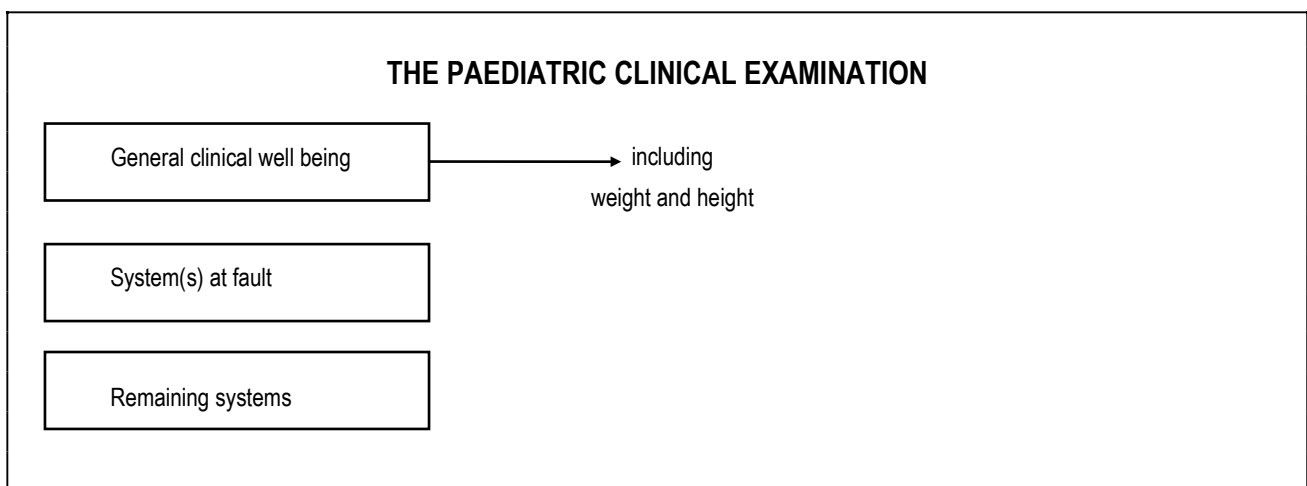 THE PAEDIATRIC CLINICAL EXAMINATION
General clinical well being
including
weight and height
System(s) at fault
Remaining systems